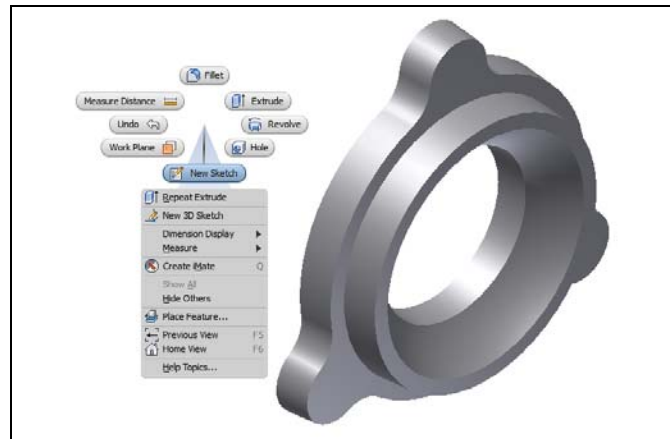 Fillet
Measure Distance
Extrude
Undo
Revolve
Work Plane
Hole
New Sketch
Repeat Extrude
New 3D Sketch
Dimension Display
Measure
Create iMate Q
Show All
Hide Others
Place Feature...
Previous View F5
Home View F6
Help Topics...